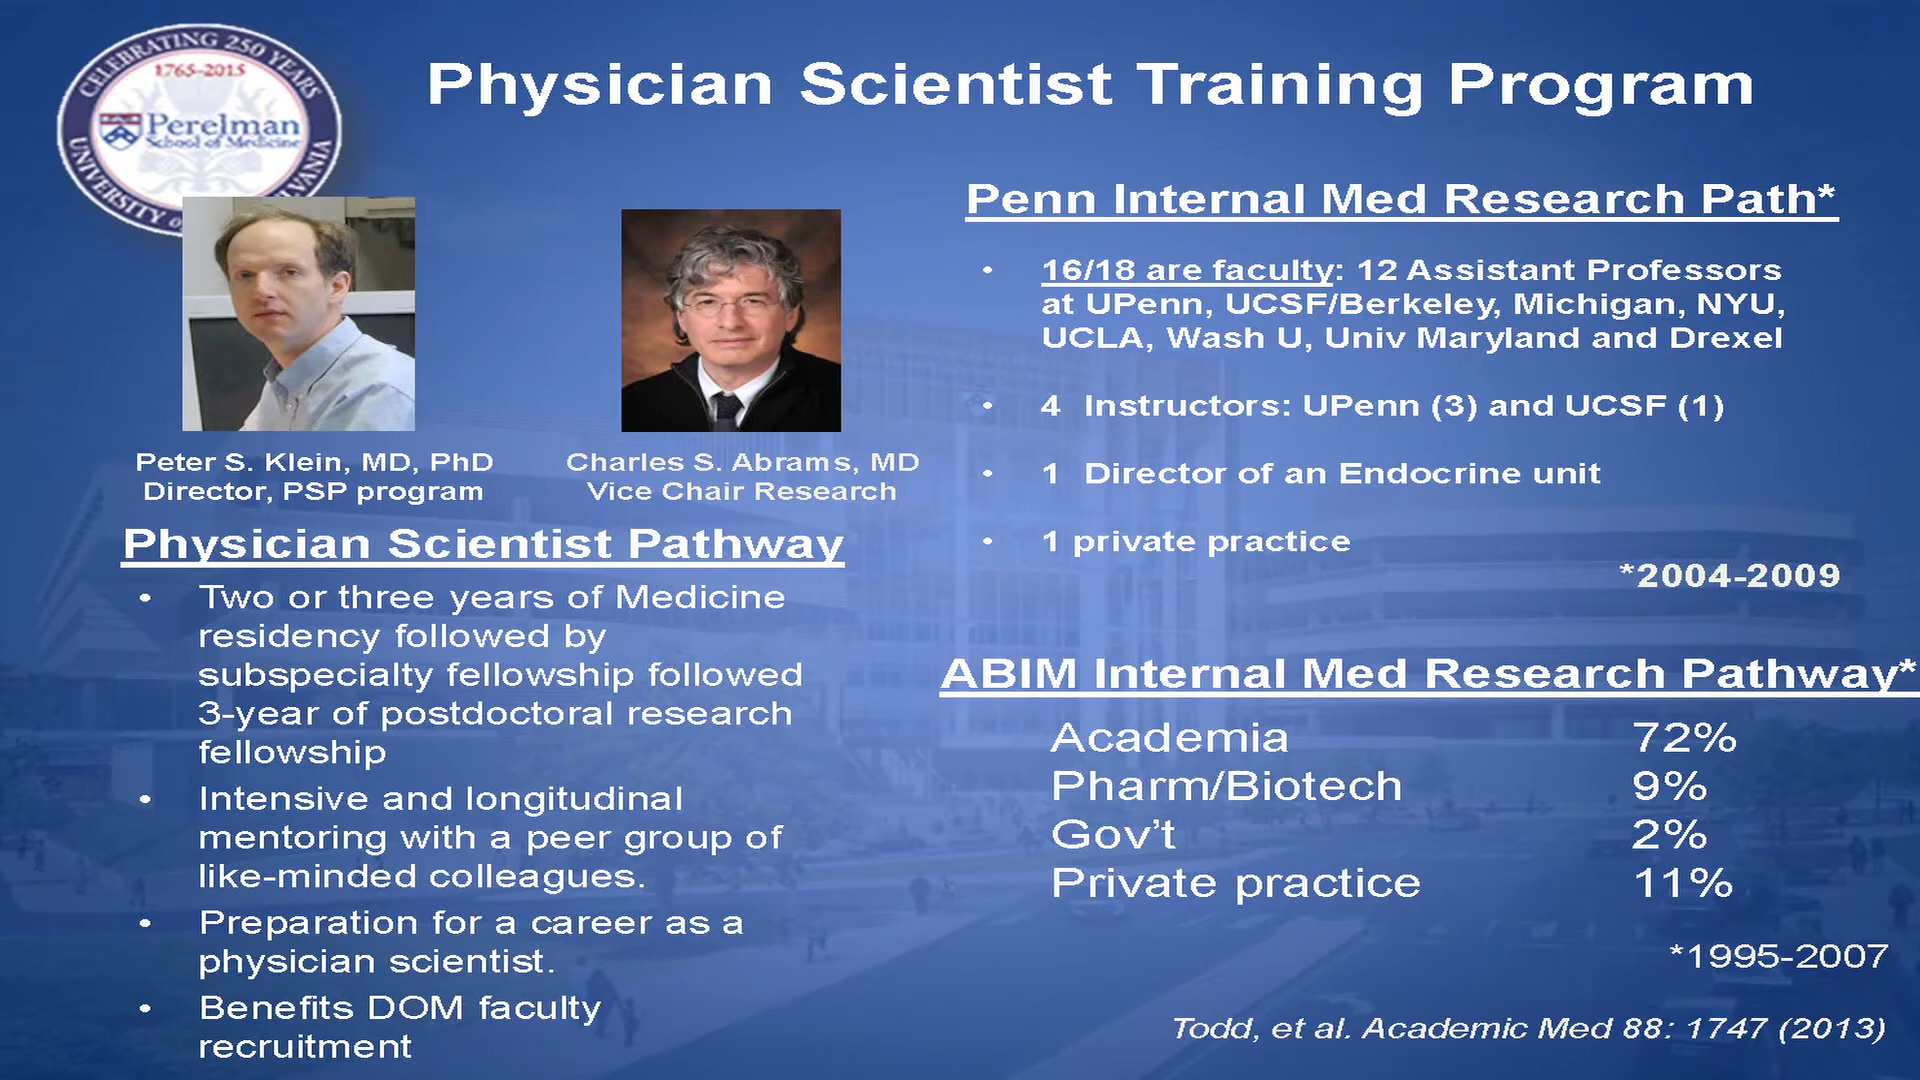 CELEBRATING 250 YEARS
1765-2015
Perelman
School of Medicine
UNIVERSITY
Physician Scientist Training Program
Peter S. Klein, MD, PhD
Director, PSP program
Charles S. Abrams, MD
Vice Chair Research
Physician Scientist Pathway
• Two or three years of Medicine
residency followed by
subspecialty fellowship followed
3-year of postdoctoral research
fellowship
• Intensive and longitudinal
mentoring with a peer group of
like-minded colleagues.
• Preparation for a career as a
physician scientist.
• Benefits DOM faculty
recruitment
Penn Internal Med Research Path*
• 16/18 are faculty: 12 Assistant Professors
at UPenn, UCSF/Berkeley, Michigan, NYU,
UCLA, Wash U, Univ Maryland and Drexel
• 4 Instructors: UPenn (3) and UCSF (1)
• 1 Director of an Endocrine unit
• 1 private practice
*2004-2009
ABIM Internal Med Research Pathway*
Academia 72%
Pharm/Biotech 9%
Gov't 2%
Private practice 11%
*1995-2007
Todd, et al. Academic Med 88: 1747 (2013)